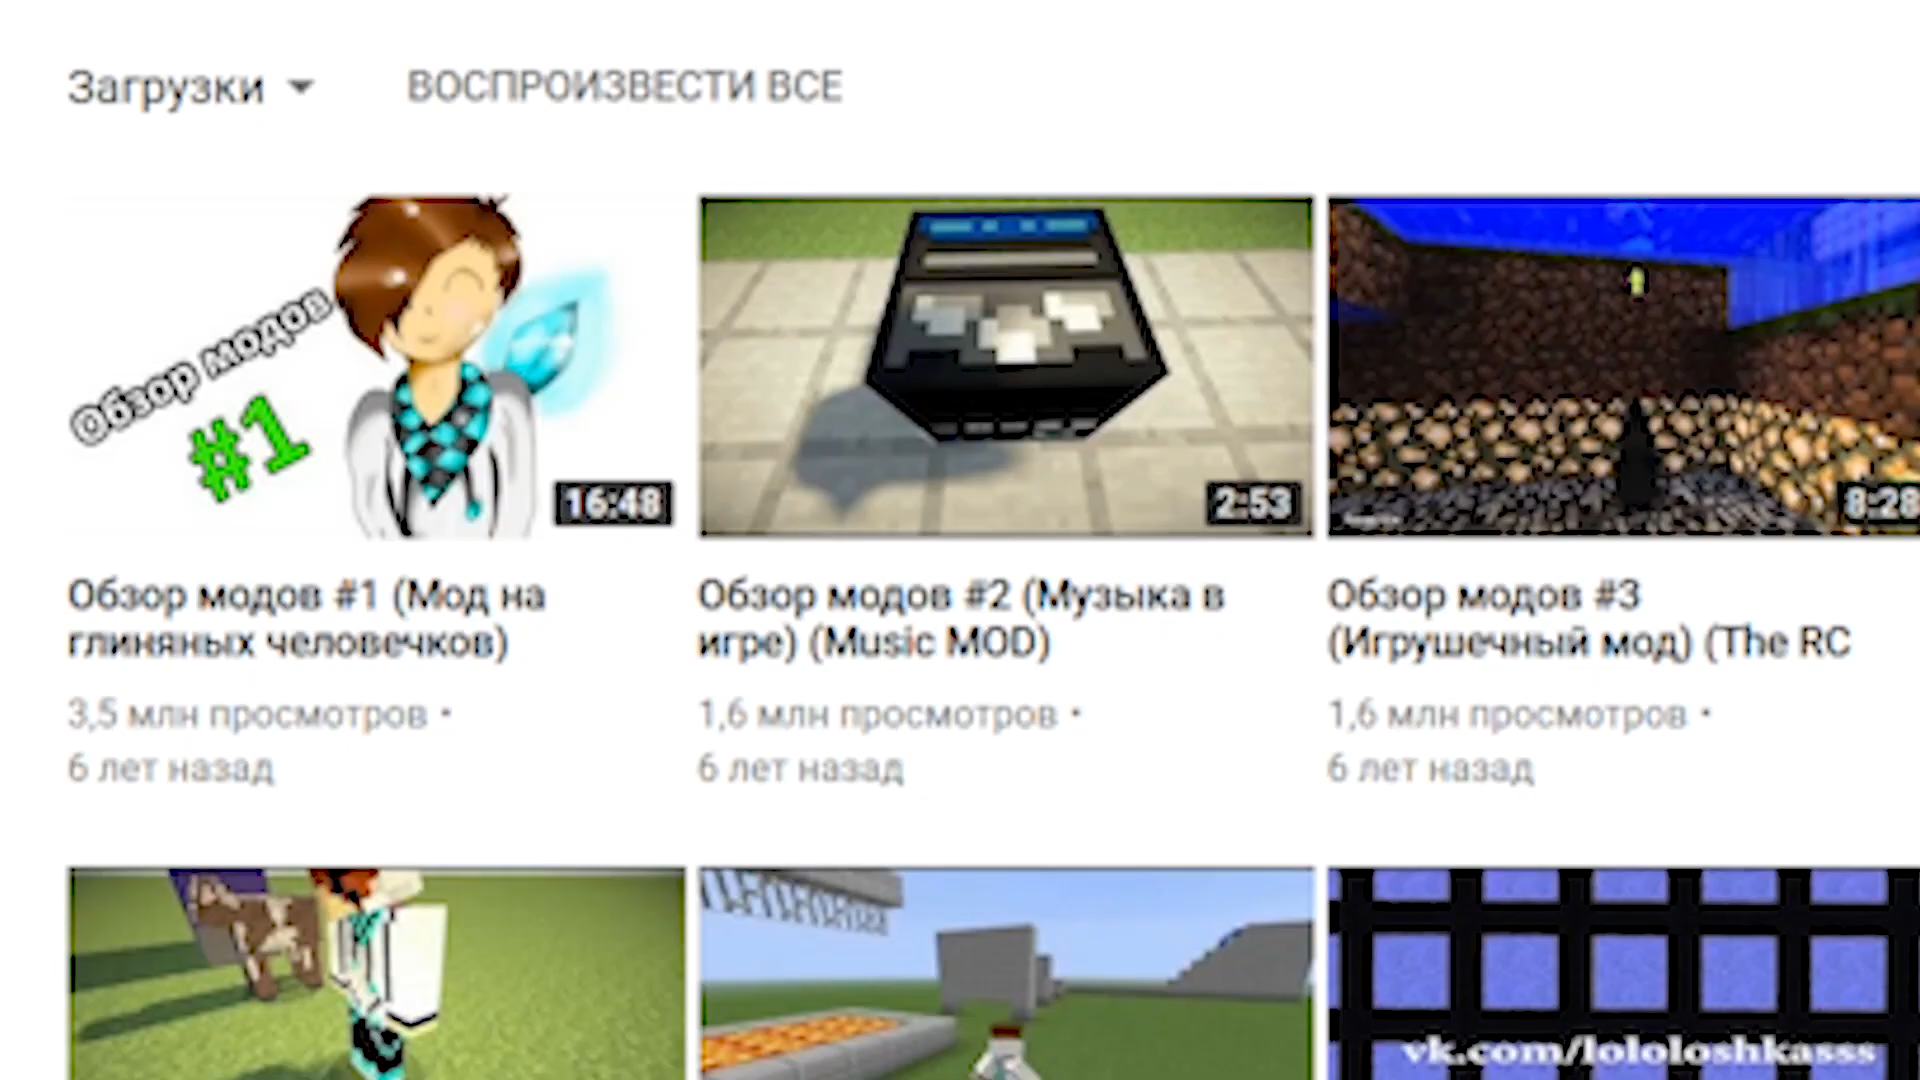 Загрузки
ВОСПРОИЗВЕСТИ ВСЕ
Обзор модов
#1
16:48
2:53
8:28
Обзор модов #1 (Мод на
глиняных человечков)
3,5 млн просмотров •
6 лет назад
Обзор модов #2 (Музыка в
игре) (Music MOD)
1,6 млн просмотров •
6 лет назад
Обзор модов #3
(Игрушечный мод) (The RC
1,6 млн просмотров •
6 лет назад
vk.com/lololoshkasss